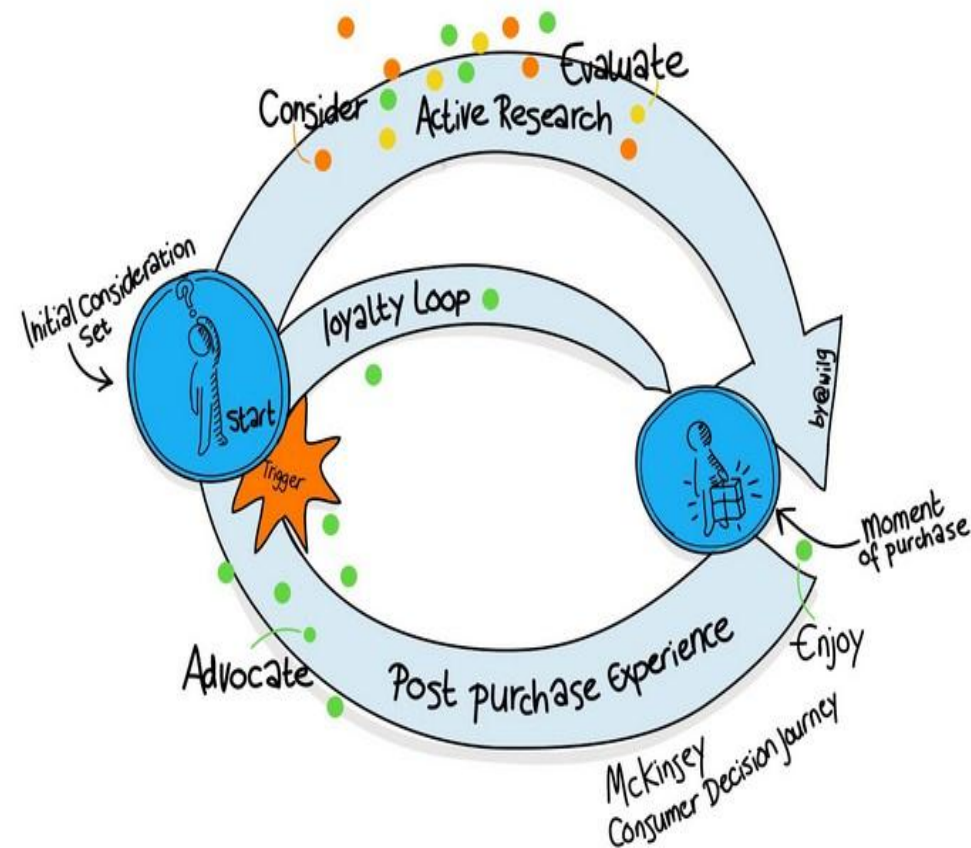 Consider
Evaluate
Active Research
Initial Consideration
Set
?
Start
Trigger
loyalty Loop
by@wilg
Moment
of purchase
Enjoy
Advocate
Post purchase Experience
McKinsey
Consumer Decision Journey